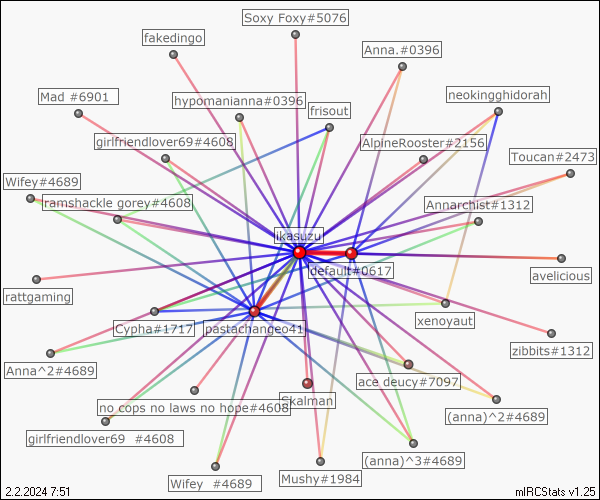 Soxy Foxy#5076
fakedingo
Anna.#0396
Mad #6901
hypomanianna#0396
neokingghidorah
frisout
girlfriendlover69#4608
AlpineRooster#2156
Toucan#2473
Wifey#4689
ramshackle gorey#4608
Annarchist#1312
ikasuzu
default#0617
avelicious
rattgaming
Cypha#1717
pastachangeo41
xenoyaut
zibbits#1312
Anna^2#4689
ace deucy#7097
no cops no laws no hope#4608
Skalman
(anna)^2#4689
girlfriendlover69 #4608
(anna)^3#4689
Wifey #4689
Mushy#1984
2.2.2024 7:51
mIRCStats v1.25